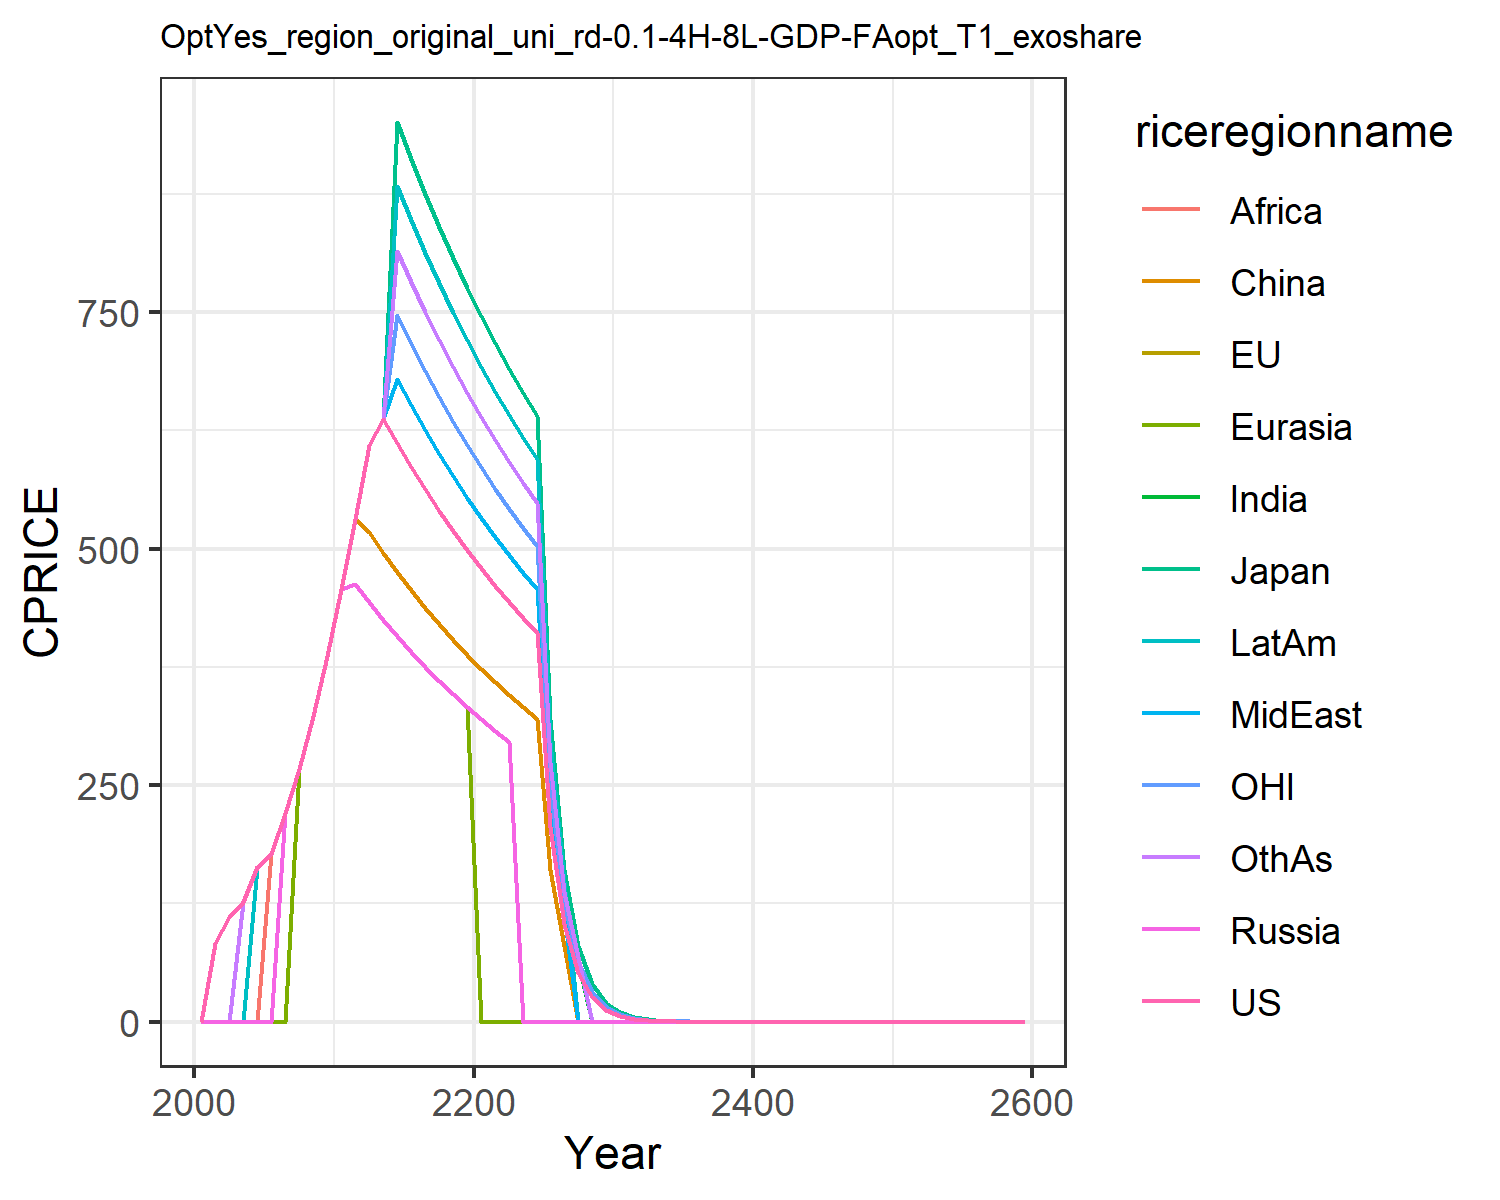 OptYes_region_original_uni_rd-0.1-4H-8L-GDP-FAopt_T1_exoshare
CPRICE
750
500
250
0
2000
2200
2400
2600
Year
riceregionname
Africa
China
EU
Eurasia
India
Japan
LatAm
MidEast
OHI
OthAs
Russia
US